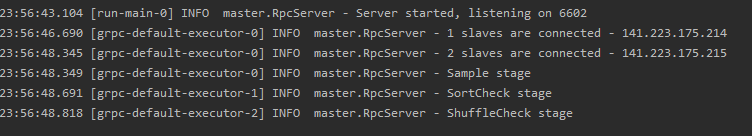 23:56:43.104 [run-main-0] INFO  master.RpcServer - Server started, listening on 6602
23:56:46.690 [grpc-default-executor-0] INFO  master.RpcServer - 1 slaves are connected - 141.223.175.214
23:56:48.345 [grpc-default-executor-0] INFO  master.RpcServer - 2 slaves are connected - 141.223.175.215
23:56:48.349 [grpc-default-executor-0] INFO  master.RpcServer - Sample stage
23:56:48.691 [grpc-default-executor-1] INFO  master.RpcServer - SortCheck stage
23:56:48.818 [grpc-default-executor-2] INFO  master.RpcServer - ShuffleCheck stage